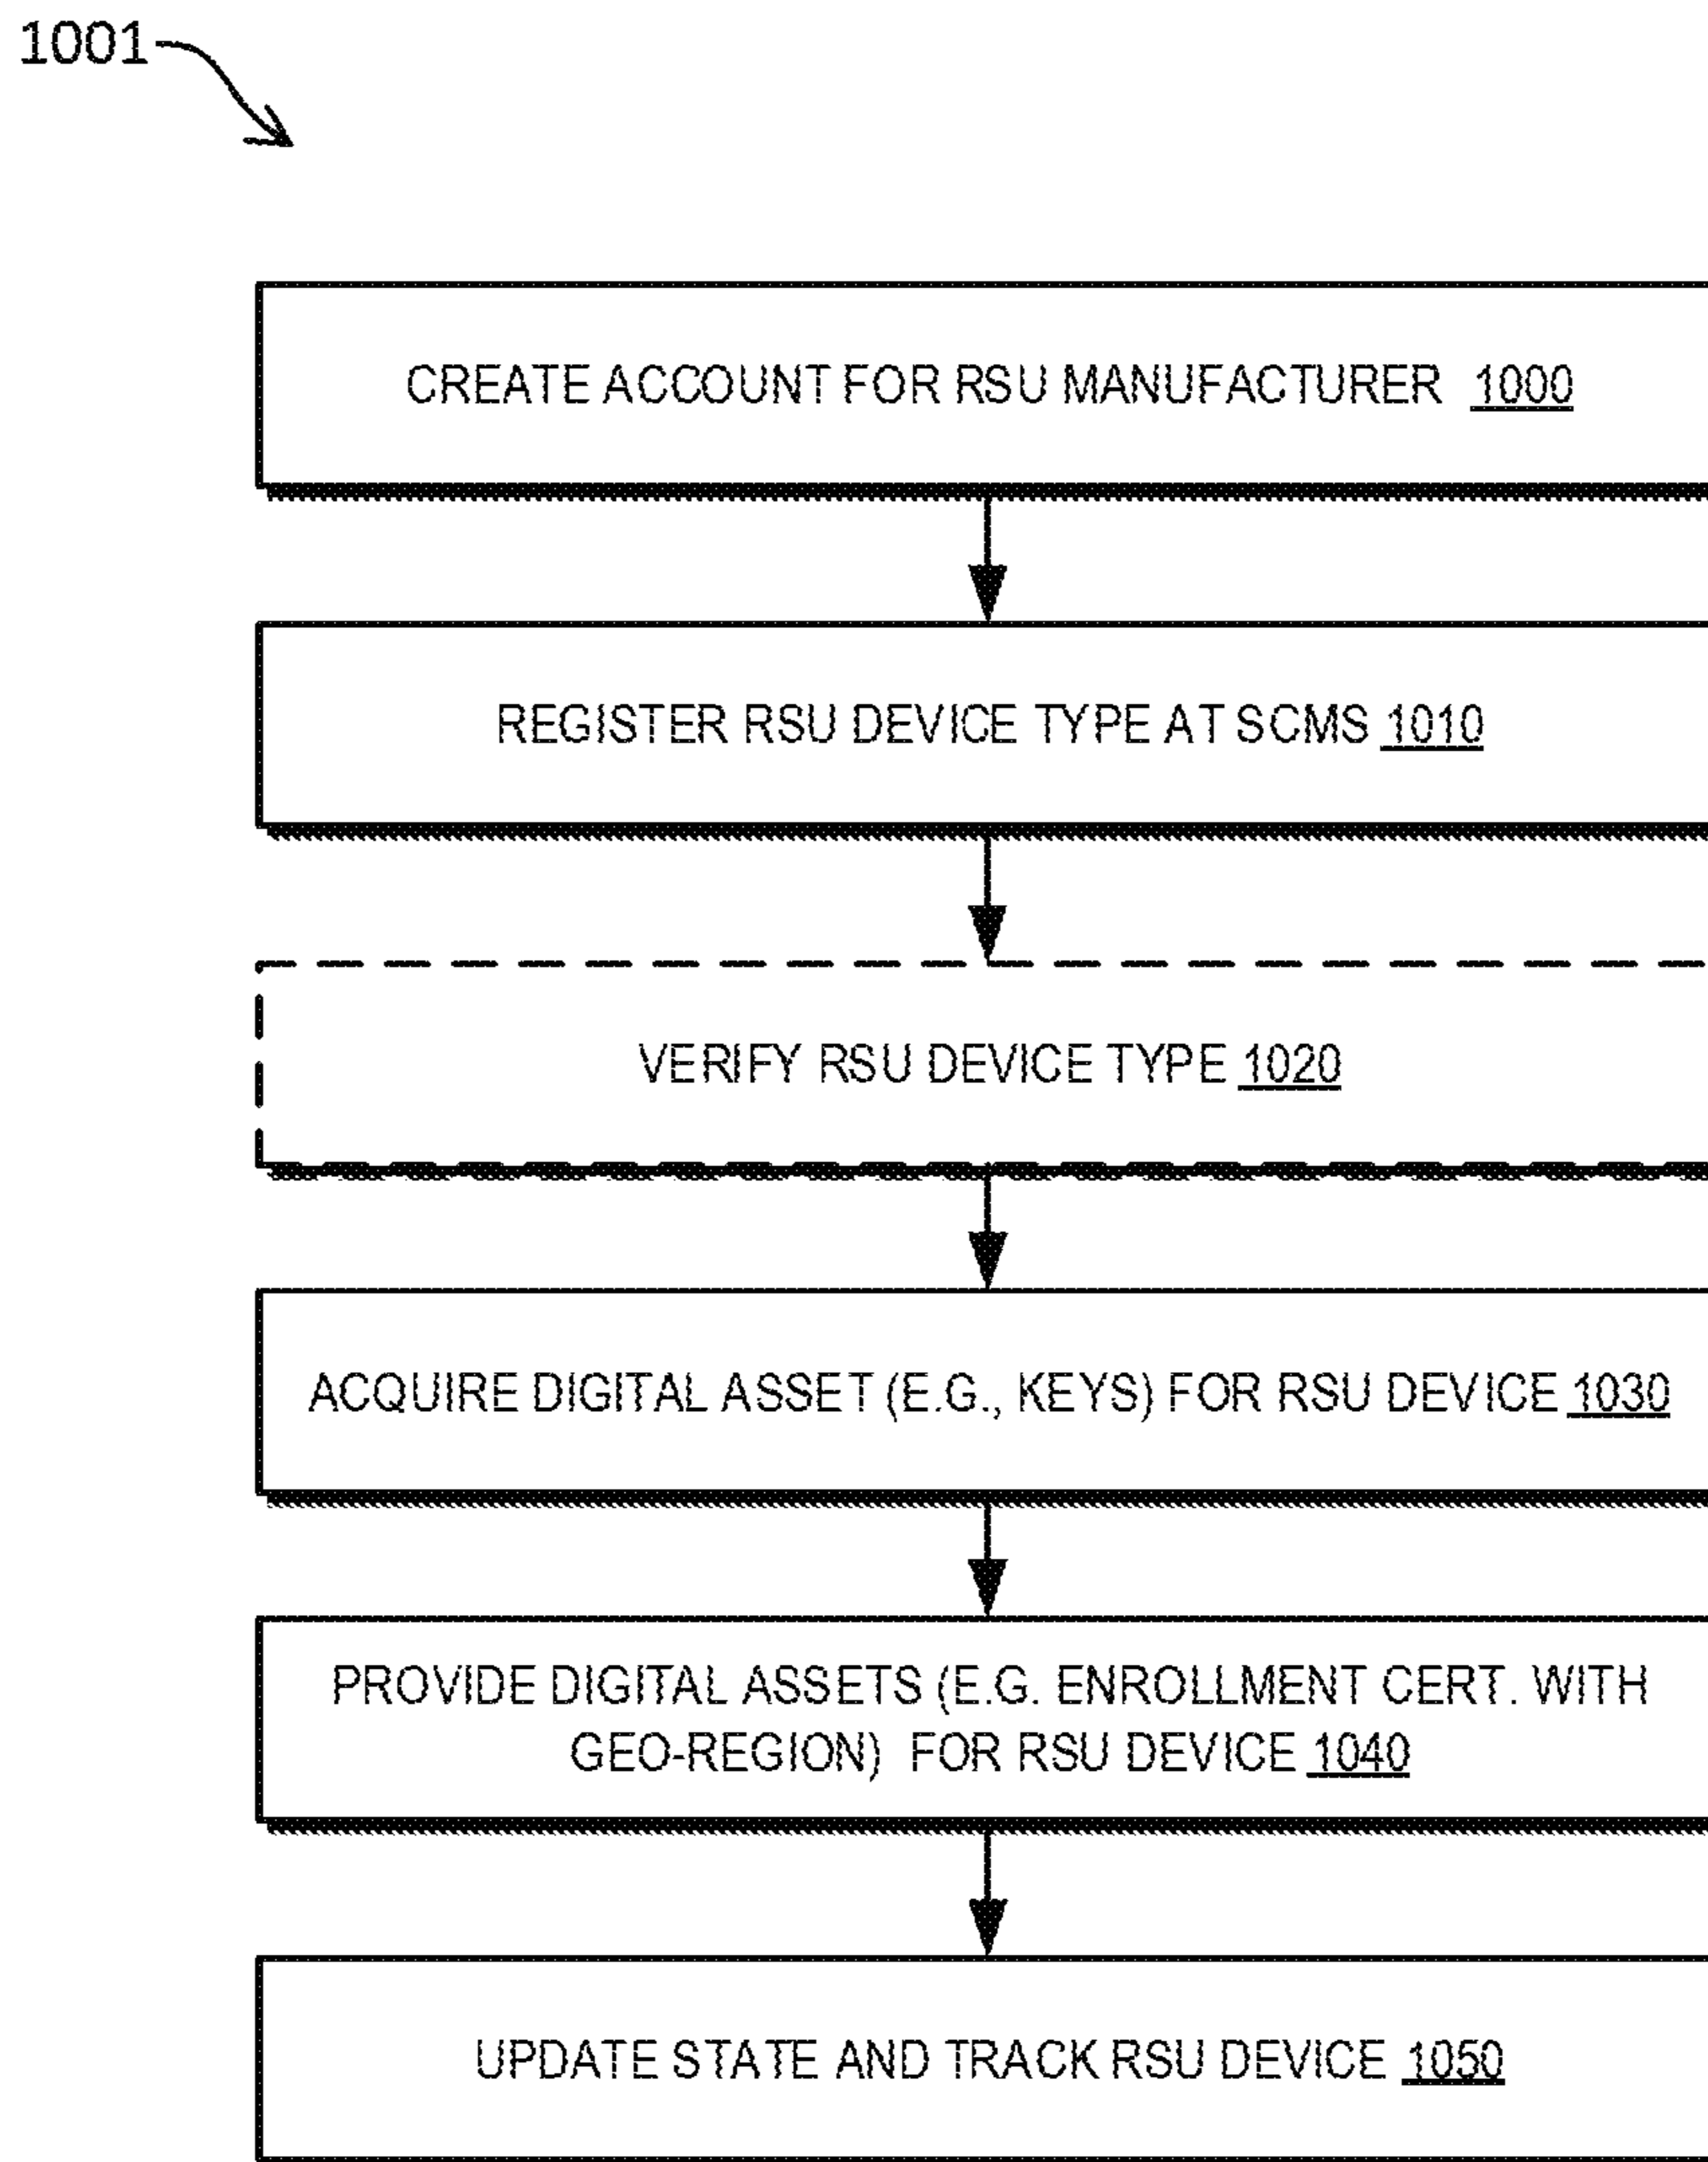 1001
CREATE ACCOUNT FOR RSU MANUFACTURER 1000
REGISTER RSU DEVICE TYPE AT SCMS 1010
VERIFY RSU DEVICE TYPE 1020
ACQUIRE DIGITAL ASSET (E.G., KEYS) FOR RSU DEVICE 1030
PROVIDE DIGITAL ASSETS (E.G. ENROLLMENT CERT. WITH
GEO-REGION) FOR RSU DEVICE 1040
UPDATE STATE AND TRACK RSU DEVICE 1050